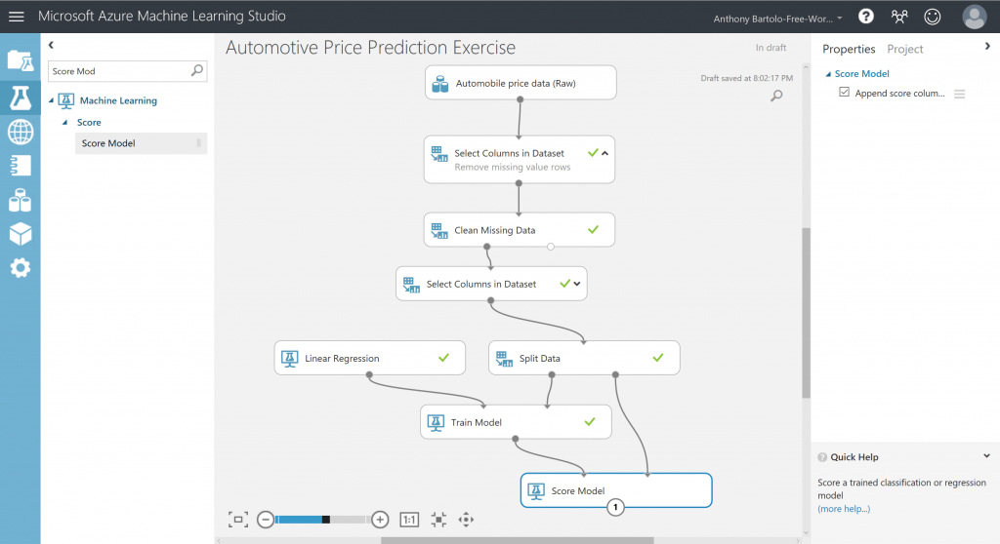 Microsoft Azure Machine Learning Studio
Anthony Bartolo-Free-Wor...
?
Score Mod
Machine Learning
Score
Score Model
Automotive Price Prediction Exercise
In draft
Draft saved at 8:02:17 PM
Automobile price data (Raw)
Select Columns in Dataset
Remove missing value rows
Clean Missing Data
Select Columns in Dataset
Linear Regression
Split Data
Train Model
Score Model
1
1:1
Properties Project
Score Model
Append score colum...
? Quick Help
Score a trained classification or regression
model
(more help...)